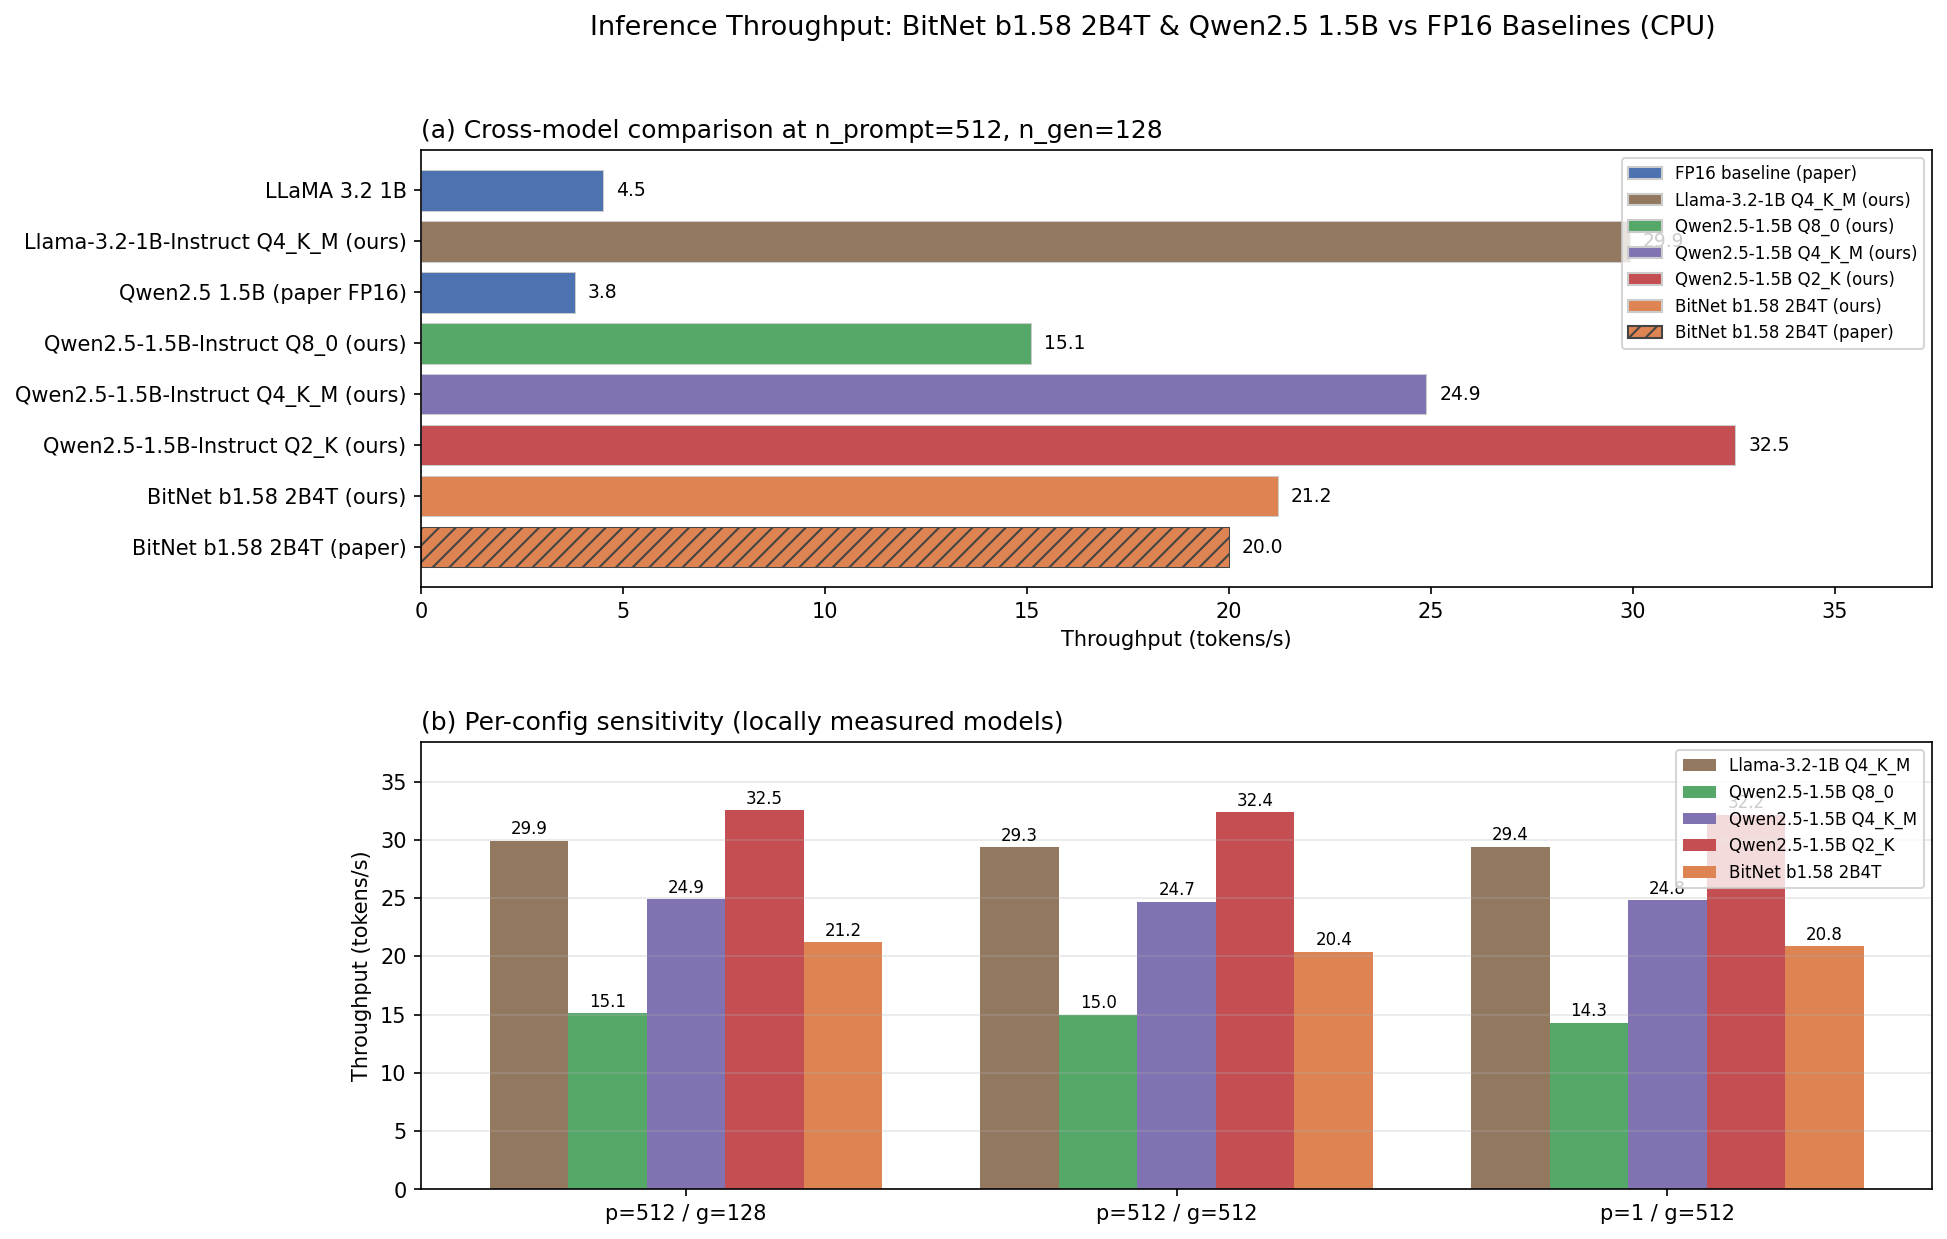 Inference Throughput: BitNet b1.58 2B4T & Qwen2.5 1.5B vs FP16 Baselines (CPU)
(a) Cross-model comparison at n_prompt=512, n_gen=128
LLaMA 3.2 1B
4.5
Llama-3.2-1B-Instruct Q4_K_M (ours)
29.9
Qwen2.5 1.5B (paper FP16)
3.8
Qwen2.5-1.5B-Instruct Q8_0 (ours)
15.1
Qwen2.5-1.5B-Instruct Q4_K_M (ours)
24.9
Qwen2.5-1.5B-Instruct Q2_K (ours)
32.5
BitNet b1.58 2B4T (ours)
21.2
BitNet b1.58 2B4T (paper)
20.0
FP16 baseline (paper)
Llama-3.2-1B Q4_K_M (ours)
Qwen2.5-1.5B Q8_0 (ours)
Qwen2.5-1.5B Q4_K_M (ours)
Qwen2.5-1.5B Q2_K (ours)
BitNet b1.58 2B4T (ours)
BitNet b1.58 2B4T (paper)
0 5 10 15 20 25 30 35
Throughput (tokens/s)
(b) Per-config sensitivity (locally measured models)
Throughput (tokens/s)
35
30
25
20
15
10
5
0
29.9 15.1 24.9 32.5 21.2
29.3 15.0 24.7 32.4 20.4
29.4 14.3 24.8 32.2 20.8
Llama-3.2-1B Q4_K_M
Qwen2.5-1.5B Q8_0
Qwen2.5-1.5B Q4_K_M
Qwen2.5-1.5B Q2_K
BitNet b1.58 2B4T
p=512 / g=128
p=512 / g=512
p=1 / g=512